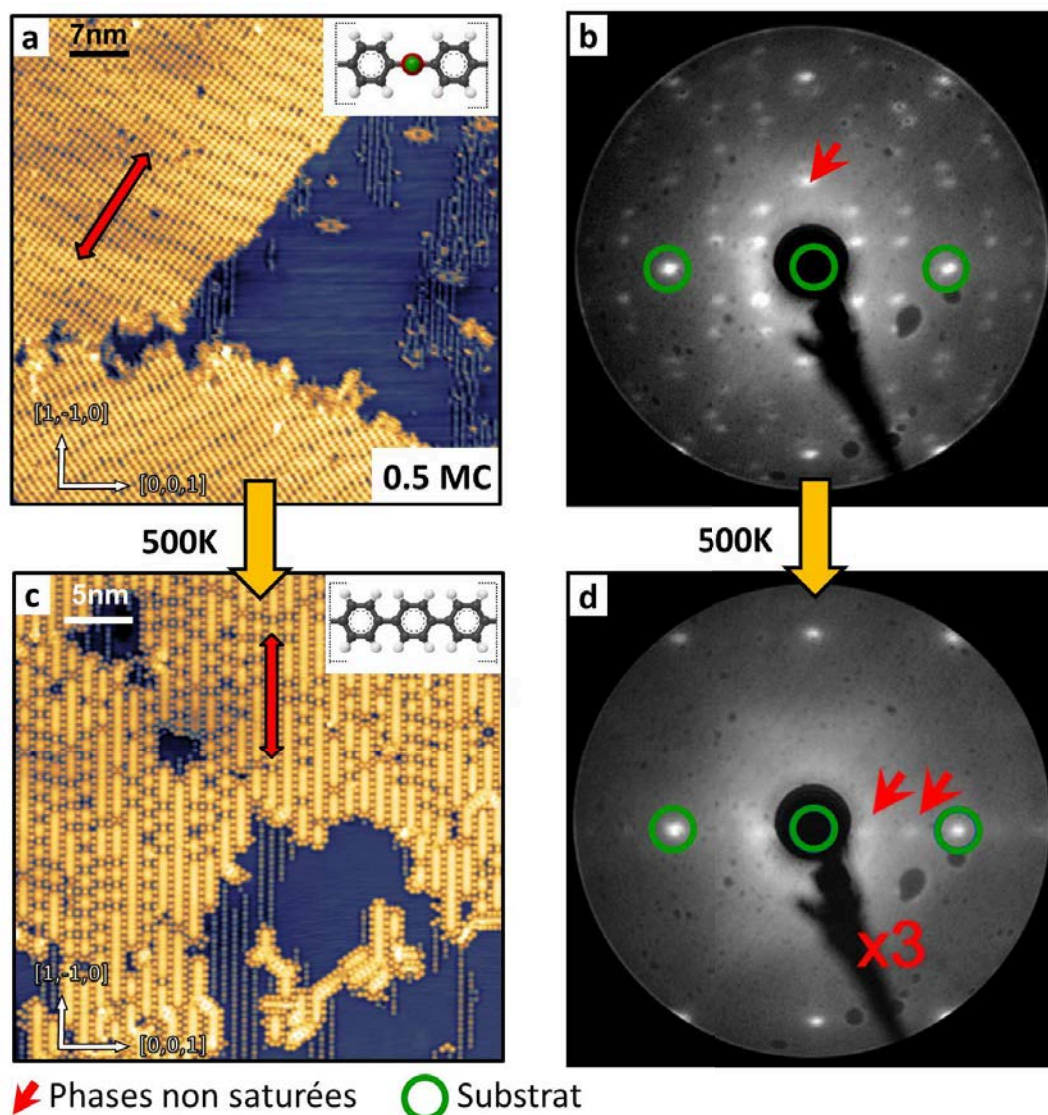 a
7nm
b
[1,-1,0]
[0,0,1]
0.5 MC
500K
500K
c
5nm
d
x3
[1,-1,0]
[0,0,1]
Phases non saturées
Substrat